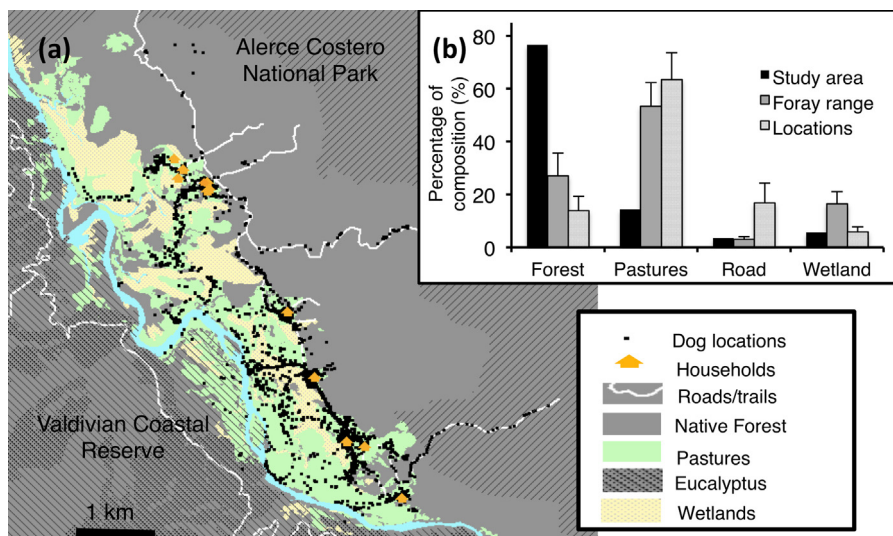 (a)
Alerce Costero
National Park
Valdivian Coastal
Reserve
1 km
(b)
Percentage of
composition (%)
80
60
40
20
0
Study area
Foray range
Locations
Forest
Pastures
Road
Wetland
Dog locations
Households
Roads/trails
Native Forest
Pastures
Eucalyptus
Wetlands